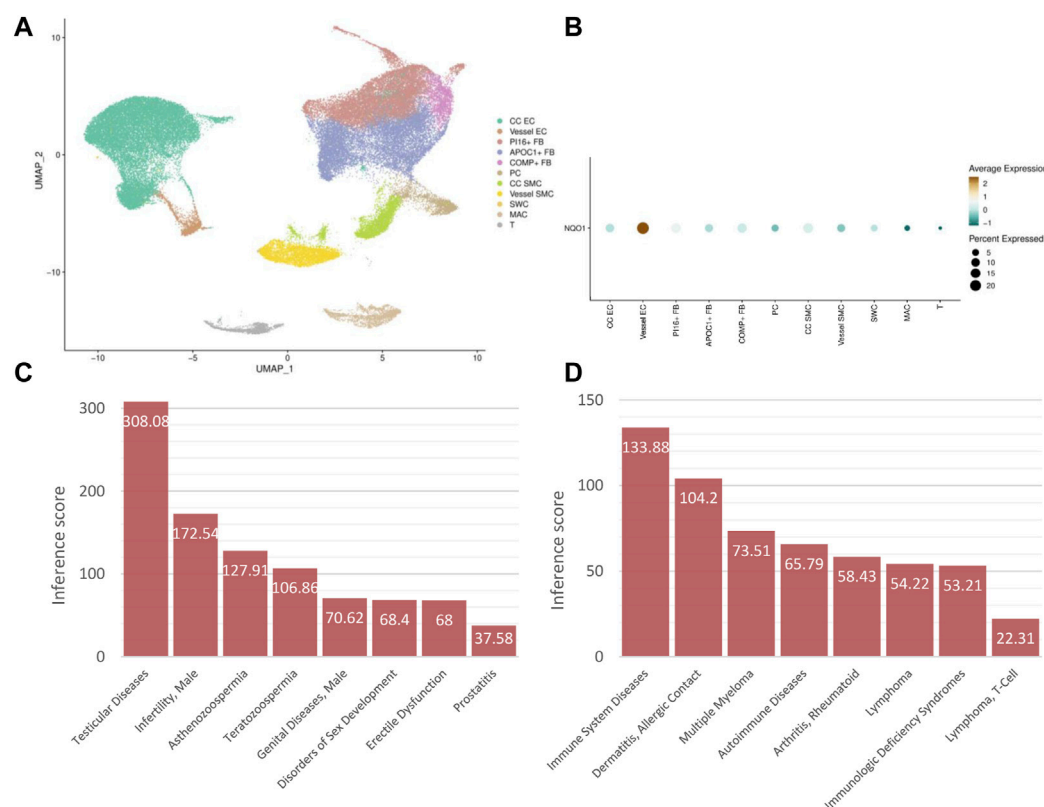 A
10
0
−10
UMAP_2
−10
−5
0
5
10
UMAP_1
CC EC
Vessel EC
PI16+ FB
APOC1+ FB
COMP+ FB
PC
CC SMC
Vessel SMC
SWC
MAC
T
B
NQO1
CC EC
Vessel EC
PI16+ FB
APOC1+ FB
COMP+ FB
PC
CC SMC
Vessel SMC
SWC
MAC
T
Average Expression
2
1
0
−1
Percent Expressed
5
10
15
20
C
Inference score
300
200
100
0
308.08
172.54
127.91
106.86
70.62
68.4
68
37.58
Testicular Diseases
Infertility, Male
Asthenozoospermia
Teratozoospermia
Genital Diseases, Male
Disorders of Sex Development
Erectile Dysfunction
Prostatitis
D
Inference score
150
100
50
0
133.88
104.2
73.51
65.79
58.43
54.22
53.21
22.31
Immune System Diseases
Dermatitis, Allergic Contact
Multiple Myeloma
Autoimmune Diseases
Arthritis, Rheumatoid
Lymphoma
Immunologic Deficiency Syndromes
Lymphoma, T-Cell